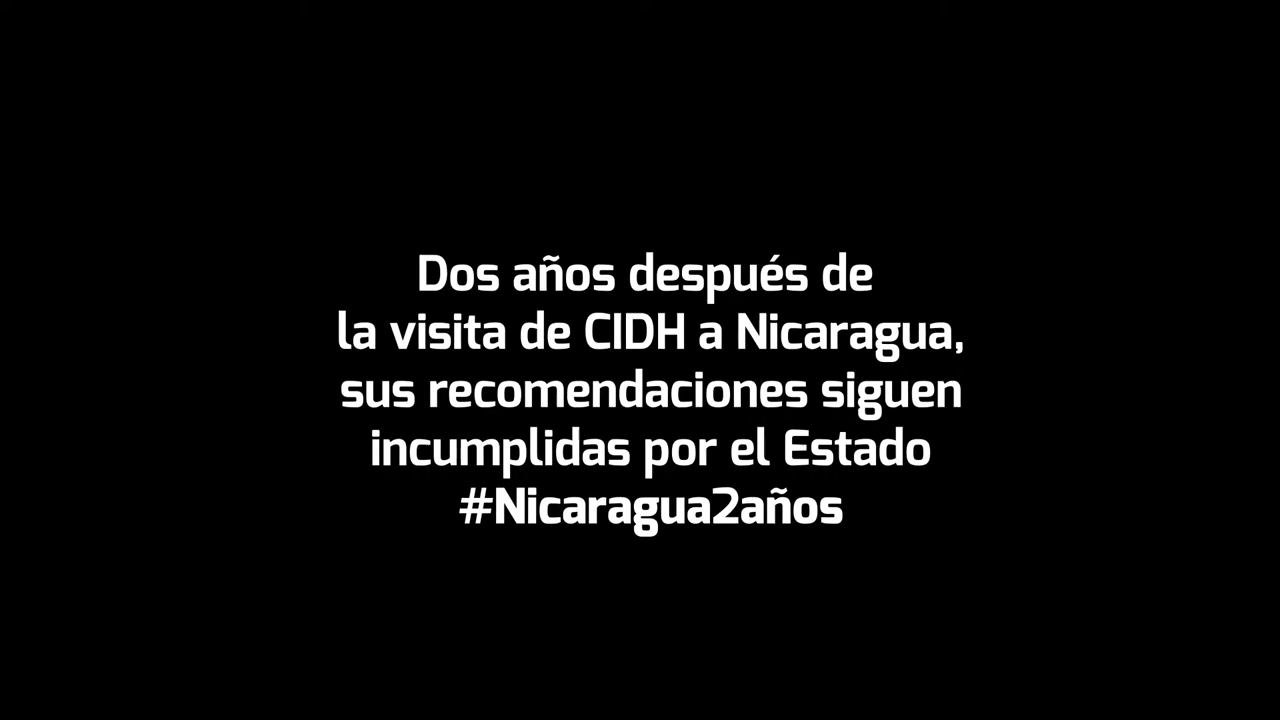 Dos años después de
la visita de CIDH a Nicaragua,
sus recomendaciones siguen
incumplidas por el Estado
#Nicaragua2años